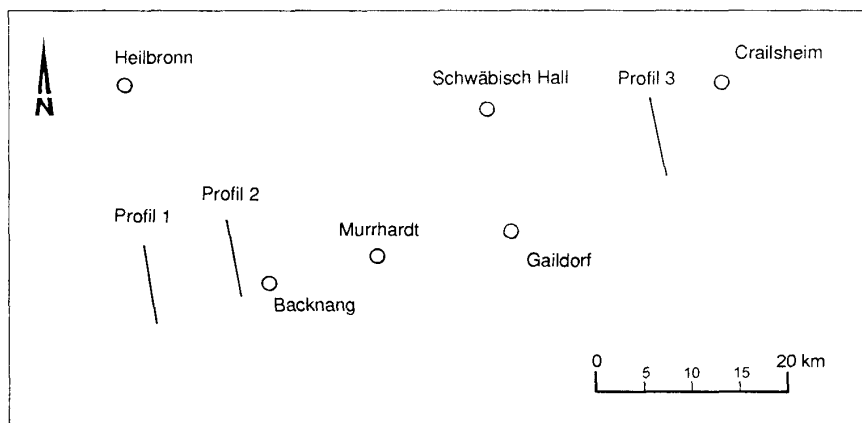 Heilbronn
Crailsheim
Schwäbisch Hall
Profil 3
N
Profil 2
Profil 1
Murrhardt
Gaildorf
Backnang
0 20 km
5 10 15